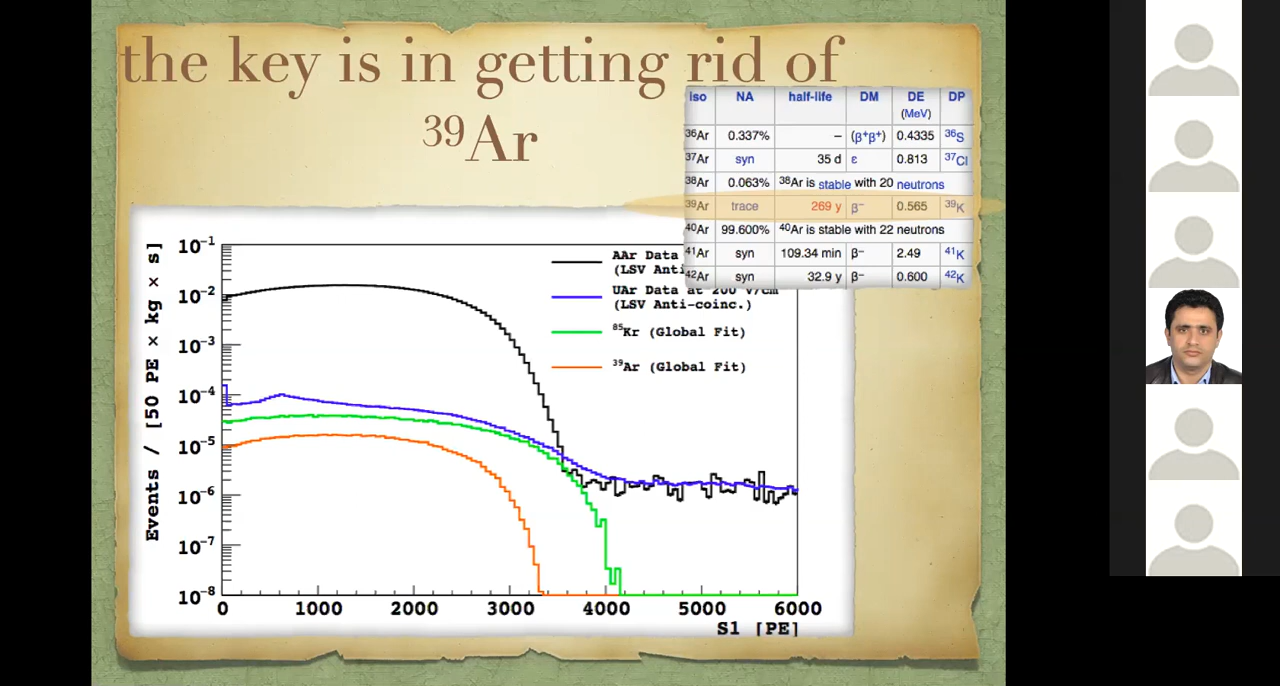 the key is in getting rid of
³⁹Ar
iso NA half-life DM DE (MeV) DP
³⁶Ar 0.337% – (β⁺β⁺) 0.4335 ³⁶S
³⁷Ar syn 35 d ε 0.813 ³⁷Cl
³⁸Ar 0.063% ³⁸Ar is stable with 20 neutrons
³⁹Ar trace 269 y β⁻ 0.565 ³⁹K
⁴⁰Ar 99.600% ⁴⁰Ar is stable with 22 neutrons
⁴¹Ar syn 109.34 min β⁻ 2.49 ⁴¹K
⁴²Ar syn 32.9 y β⁻ 0.600 ⁴²K
AAr Data
(LSV Anti
UAr Data at 200 V/cm
(LSV Anti-coinc.)
⁸⁵Kr (Global Fit)
³⁹Ar (Global Fit)
Events / [50 PE × kg × s]
10⁻¹
10⁻²
10⁻³
10⁻⁴
10⁻⁵
10⁻⁶
10⁻⁷
10⁻⁸
0 1000 2000 3000 4000 5000 6000
S1 [PE]